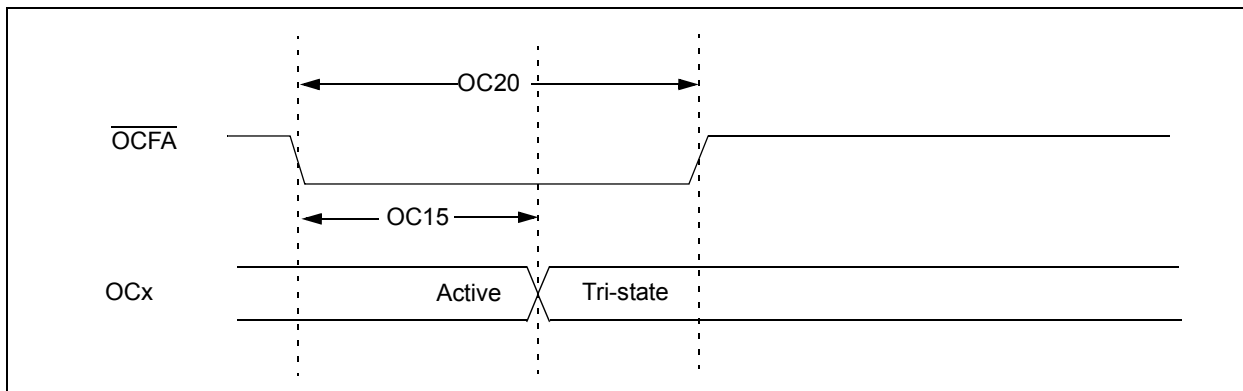 OC20
OCFA
OC15
OCx
Active
Tri-state